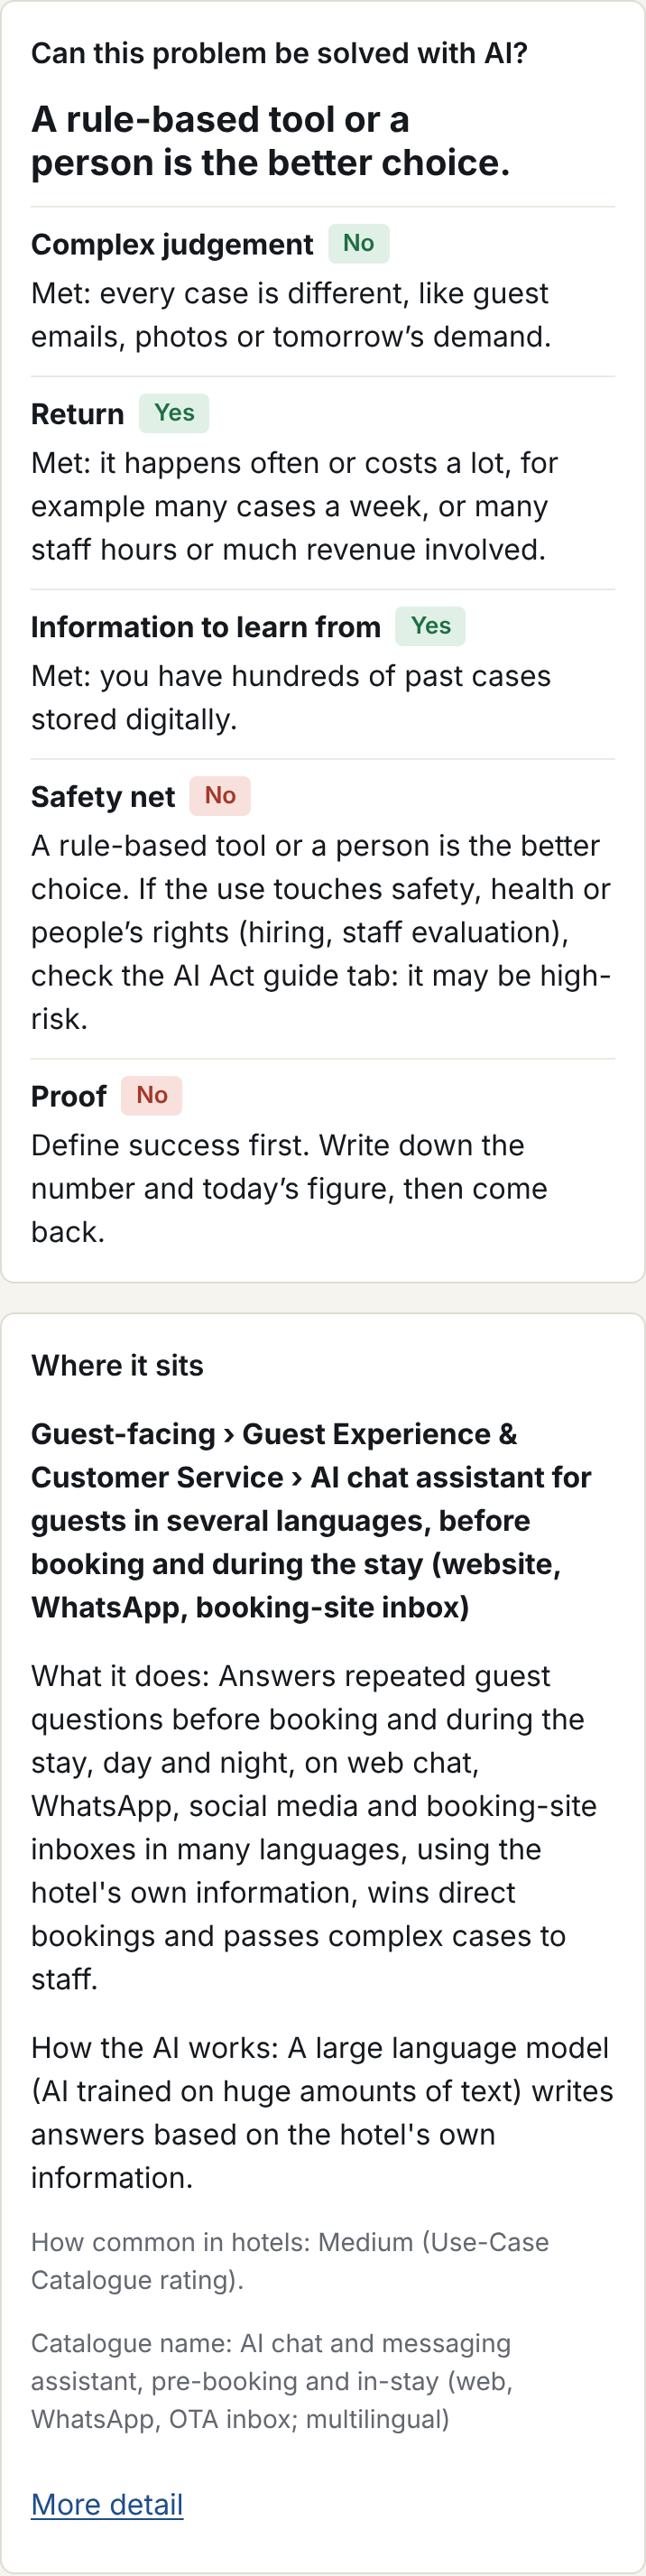 Can this problem be solved with AI?
A rule-based tool or a
person is the better choice.
Complex judgement No
Met: every case is different, like guest
emails, photos or tomorrow’s demand.
Return Yes
Met: it happens often or costs a lot, for
example many cases a week, or many
staff hours or much revenue involved.
Information to learn from Yes
Met: you have hundreds of past cases
stored digitally.
Safety net No
A rule-based tool or a person is the better
choice. If the use touches safety, health or
people’s rights (hiring, staff evaluation),
check the AI Act guide tab: it may be high-
risk.
Proof No
Define success first. Write down the
number and today’s figure, then come
back.
Where it sits
Guest-facing › Guest Experience &
Customer Service › AI chat assistant for
guests in several languages, before
booking and during the stay (website,
WhatsApp, booking-site inbox)
What it does: Answers repeated guest
questions before booking and during the
stay, day and night, on web chat,
WhatsApp, social media and booking-site
inboxes in many languages, using the
hotel's own information, wins direct
bookings and passes complex cases to
staff.
How the AI works: A large language model
(AI trained on huge amounts of text) writes
answers based on the hotel's own
information.
How common in hotels: Medium (Use-Case
Catalogue rating).
Catalogue name: AI chat and messaging
assistant, pre-booking and in-stay (web,
WhatsApp, OTA inbox; multilingual)
More detail